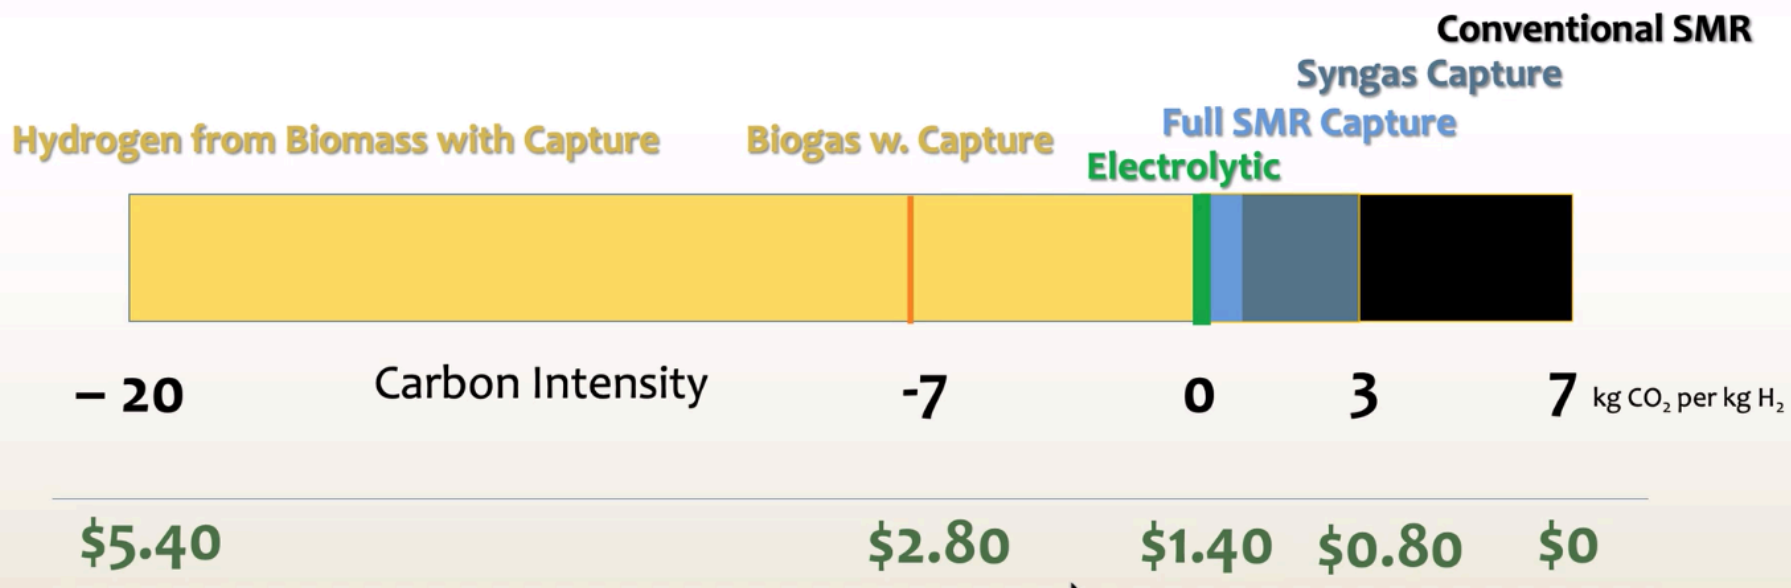 Conventional SMR
Syngas Capture
Full SMR Capture
Hydrogen from Biomass with Capture
Biogas w. Capture
Electrolytic
– 20
Carbon Intensity
-7
0
3
7 kg CO₂ per kg H₂
$5.40
$2.80
$1.40
$0.80
$0